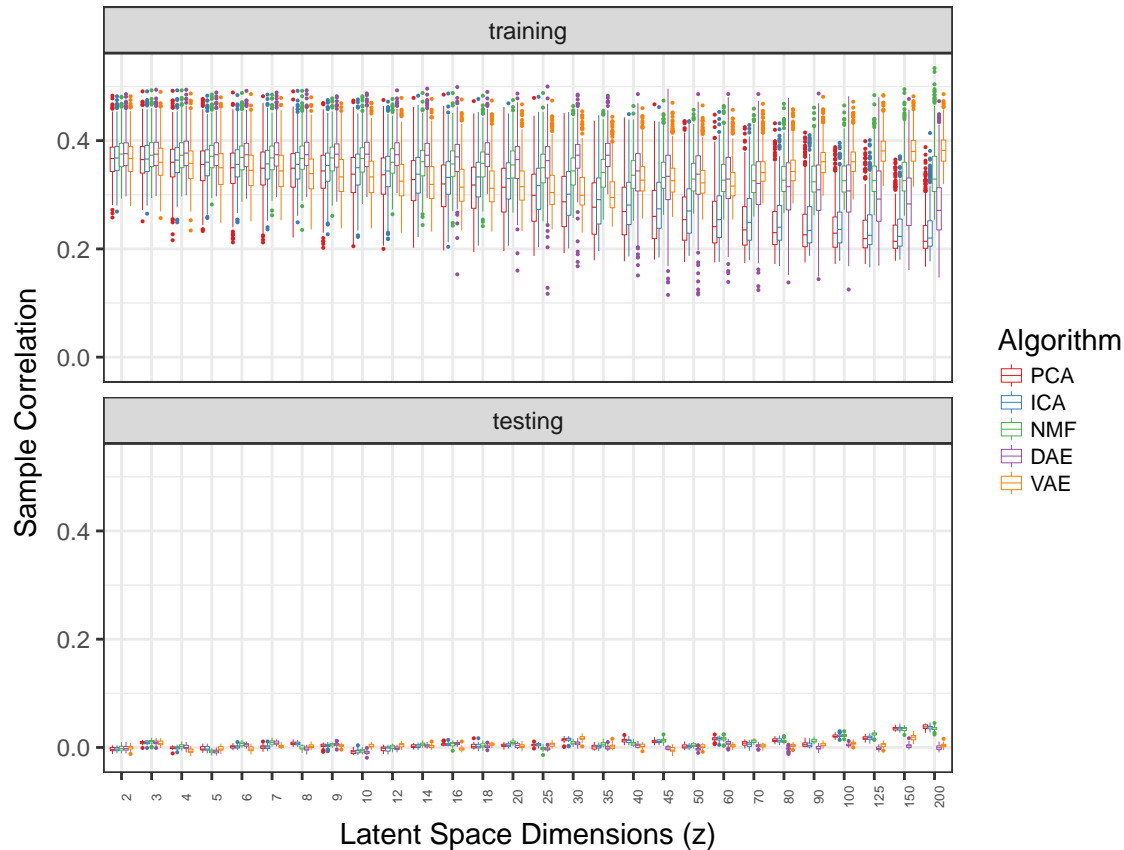 training
0.4
0.2
0.0
Sample Correlation
testing
0.4
0.2
0.0
2 3 4 5 6 7 8 9 10 12 14 16 18 20 25 30 35 40 45 50 60 70 80 90 100 125 150 200
Latent Space Dimensions (z)
Algorithm
PCA
ICA
NMF
DAE
VAE